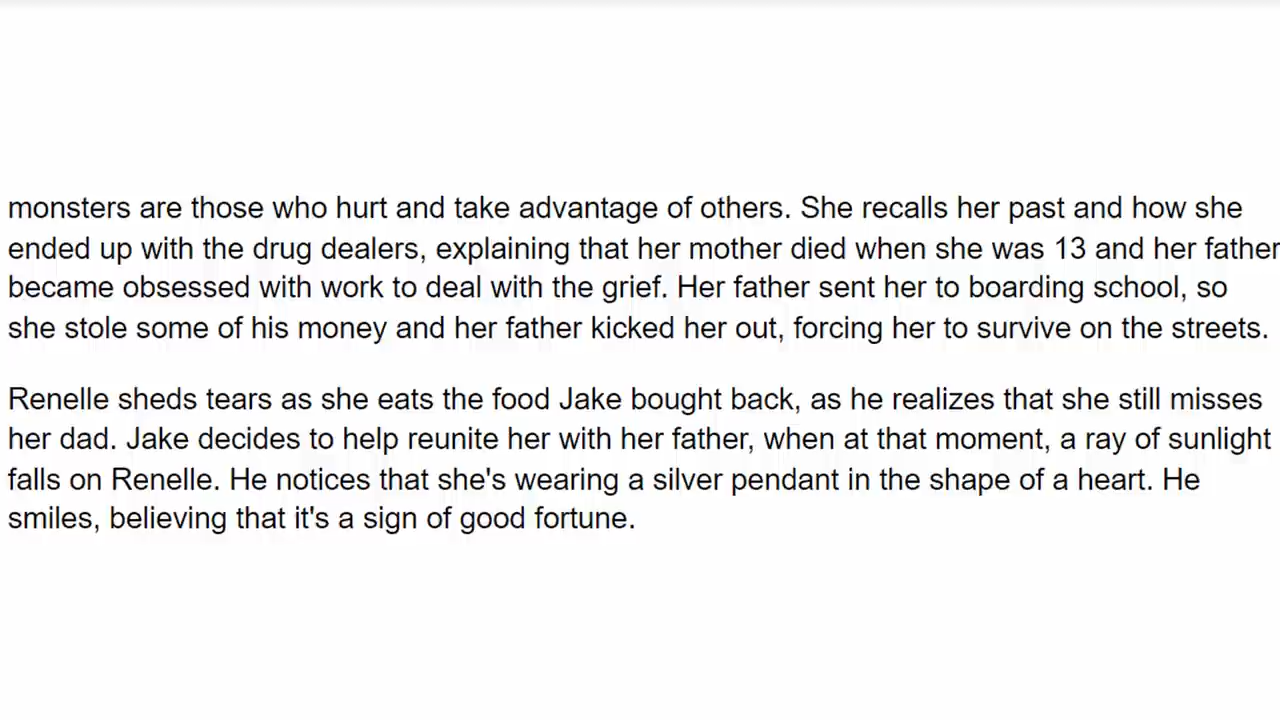 monsters are those who hurt and take advantage of others. She recalls her past and how she
ended up with the drug dealers, explaining that her mother died when she was 13 and her father
became obsessed with work to deal with the grief. Her father sent her to boarding school, so
she stole some of his money and her father kicked her out, forcing her to survive on the streets.
Renelle sheds tears as she eats the food Jake bought back, as he realizes that she still misses
her dad. Jake decides to help reunite her with her father, when at that moment, a ray of sunlight
falls on Renelle. He notices that she's wearing a silver pendant in the shape of a heart. He
smiles, believing that it's a sign of good fortune.